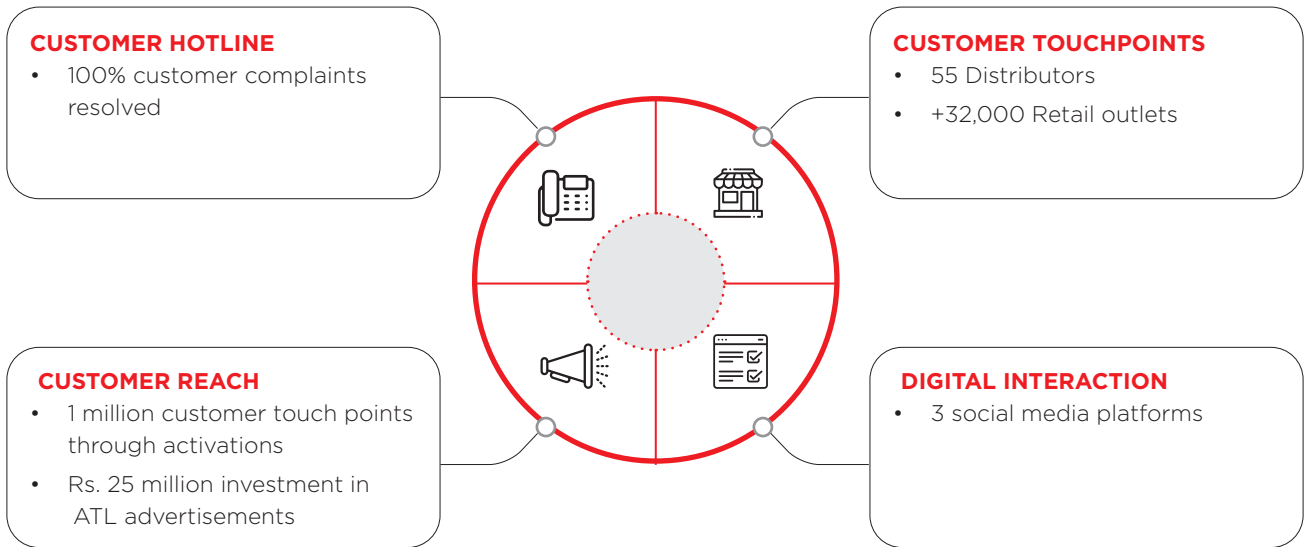 CUSTOMER HOTLINE
• 100% customer complaints
resolved
CUSTOMER TOUCHPOINTS
• 55 Distributors
• +32,000 Retail outlets
CUSTOMER REACH
• 1 million customer touch points
through activations
• Rs. 25 million investment in
ATL advertisements
DIGITAL INTERACTION
• 3 social media platforms